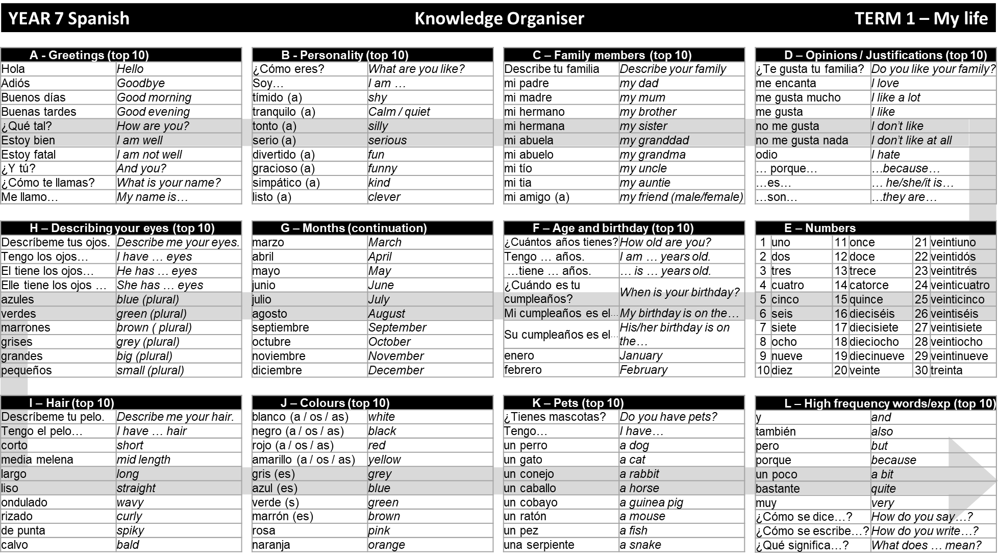 YEAR 7 Spanish Knowledge Organiser TERM 1 – My life
A - Greetings (top 10)
Hola Hello
Adiós Goodbye
Buenos días Good morning
Buenas tardes Good evening
¿Qué tal? How are you?
Estoy bien I am well
Estoy fatal I am not well
¿Y tú? And you?
¿Cómo te llamas? What is your name?
Me llamo… My name is…
B - Personality (top 10)
¿Cómo eres? What are you like?
Soy… I am …
tímido (a) shy
tranquilo (a) Calm / quiet
tonto (a) silly
serio (a) serious
divertido (a) fun
gracioso (a) funny
simpático (a) kind
listo (a) clever
C – Family members (top 10)
Describe tu familia Describe your family
mi padre my dad
mi madre my mum
mi hermano my brother
mi hermana my sister
mi abuela my granddad
mi abuelo my grandma
mi tío my uncle
mi tia my auntie
mi amigo (a) my friend (male/female)
D – Opinions / Justifications (top 10)
¿Te gusta tu familia? Do you like your family?
me encanta I love
me gusta mucho I like a lot
me gusta I like
no me gusta I don’t like
no me gusta nada I don’t like at all
odio I hate
… porque… …because…
…es… … he/she/it is…
…son… …they are…
H – Describing your eyes (top 10)
Descríbeme tus ojos. Describe me your eyes.
Tengo los ojos… I have … eyes
El tiene los ojos… He has … eyes
Elle tiene los ojos … She has … eyes
azules blue (plural)
verdes green (plural)
marrones brown ( plural)
grises grey (plural)
grandes big (plural)
pequeños small (plural)
G – Months (continuation)
marzo March
abril April
mayo May
junio June
julio July
agosto August
septiembre September
octubre October
noviembre November
diciembre December
F – Age and birthday (top 10)
¿Cuántos años tienes? How old are you?
Tengo … años. I am … years old.
…tiene … años. … is … years old.
¿Cuándo es tu
cumpleaños? When is your birthday?
Mi cumpleaños es el… My birthday is on the…
Su cumpleaños es el… His/her birthday is on
the…
enero January
febrero February
E – Numbers
1 uno 11 once 21 veintiuno
2 dos 12 doce 22 veintidós
3 tres 13 trece 23 veintitrés
4 cuatro 14 catorce 24 veinticuatro
5 cinco 15 quince 25 veinticinco
6 seis 16 dieciséis 26 veintiséis
7 siete 17 diecisiete 27 veintisiete
8 ocho 18 dieciocho 28 veintiocho
9 nueve 19 diecinueve 29 veintinueve
10 diez 20 veinte 30 treinta
I – Hair (top 10)
Descríbeme tu pelo. Describe me your hair.
Tengo el pelo… I have … hair
corto short
media melena mid length
largo long
liso straight
ondulado wavy
rizado curly
de punta spiky
calvo bald
J – Colours (top 10)
blanco (a / os / as) white
negro (a / os / as) black
rojo (a / os / as) red
amarillo (a / os / as) yellow
gris (es) grey
azul (es) blue
verde (s) green
marrón (es) brown
rosa pink
naranja orange
K – Pets (top 10)
¿Tienes mascotas? Do you have pets?
Tengo… I have…
un perro a dog
un gato a cat
un conejo a rabbit
un caballo a horse
un cobayo a guinea pig
un ratón a mouse
un pez a fish
una serpiente a snake
L – High frequency words/exp (top 10)
y and
también also
pero but
porque because
un poco a bit
bastante quite
muy very
¿Cómo se dice…? How do you say…?
¿Cómo se escribe…? How do you write…?
¿Qué significa…? What does … mean?